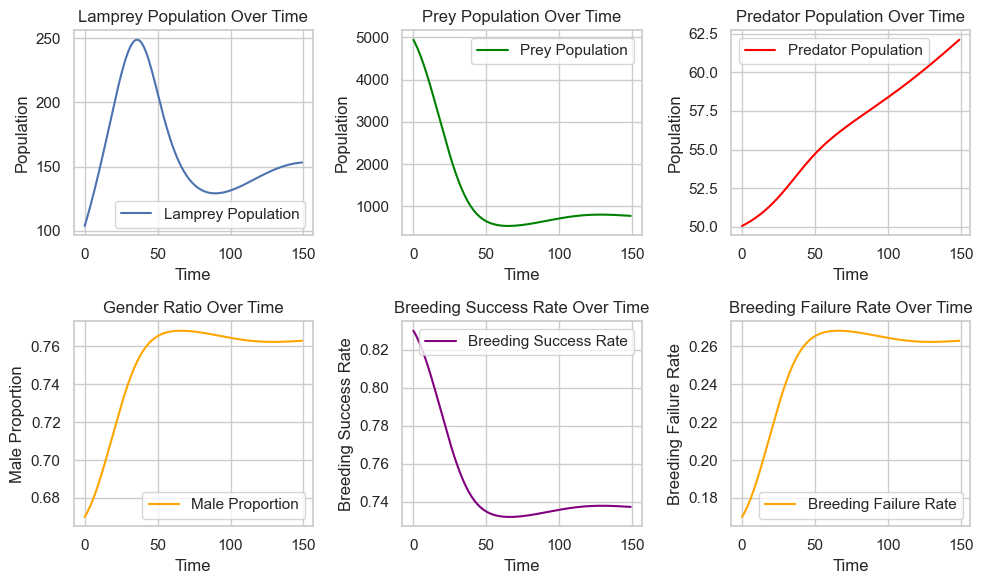 Lamprey Population Over Time
Population
250
200
150
100
Lamprey Population
0
50
100
150
Time
Prey Population Over Time
Population
5000
4000
3000
2000
1000
Prey Population
0
50
100
150
Time
Predator Population Over Time
Population
62.5
60.0
57.5
55.0
52.5
50.0
Predator Population
0
50
100
150
Time
Gender Ratio Over Time
Male Proportion
0.76
0.74
0.72
0.70
0.68
Male Proportion
0
50
100
150
Time
Breeding Success Rate Over Time
Breeding Success Rate
0.82
0.80
0.78
0.76
0.74
Breeding Success Rate
0
50
100
150
Time
Breeding Failure Rate Over Time
Breeding Failure Rate
0.26
0.24
0.22
0.20
0.18
Breeding Failure Rate
0
50
100
150
Time